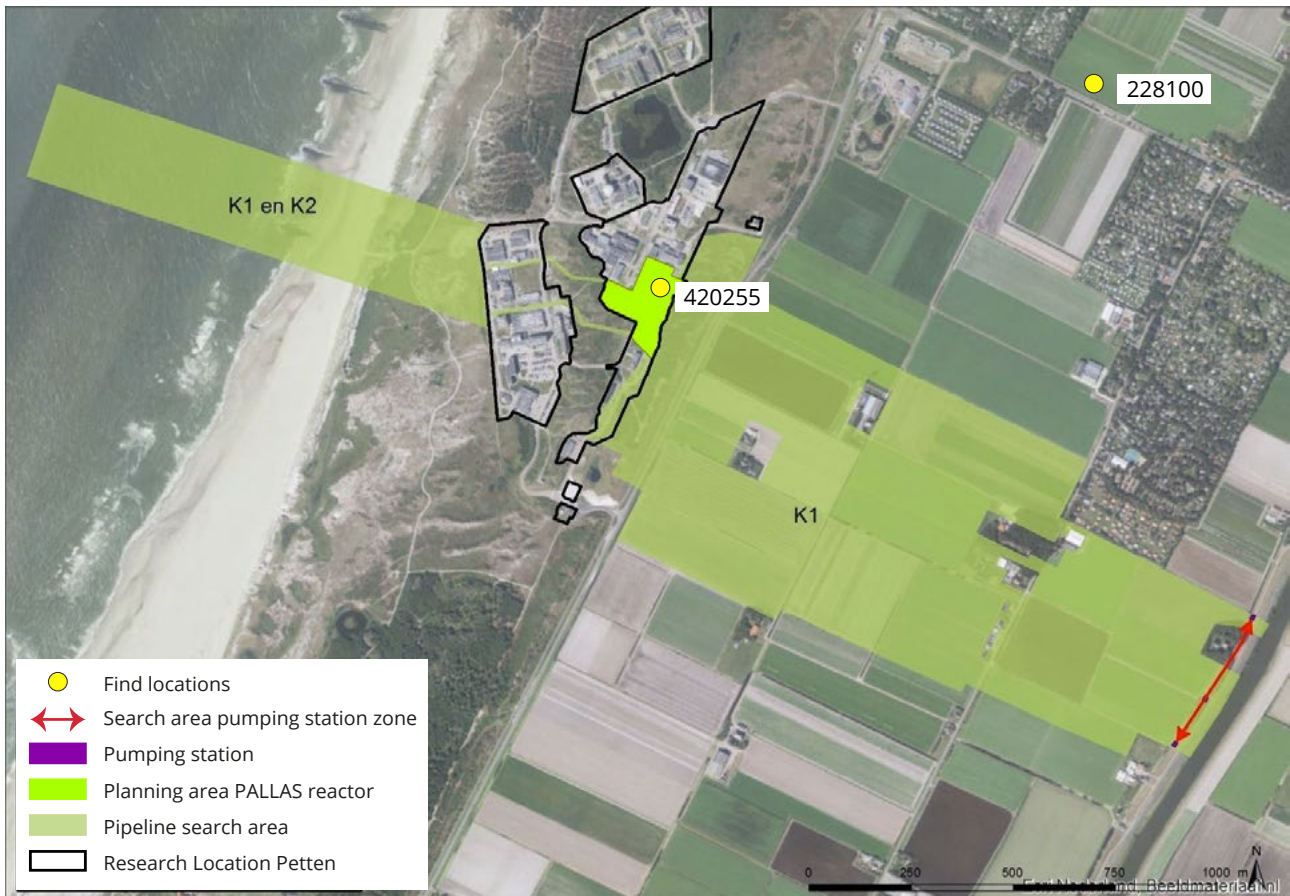 228100
K1 en K2
420255
K1
Find locations
Search area pumping station zone
Pumping station
Planning area PALLAS reactor
Pipeline search area
Research Location Petten
N
0 250 500 750 1000 m
Esri Nederland, Beeldmateriaal.nl